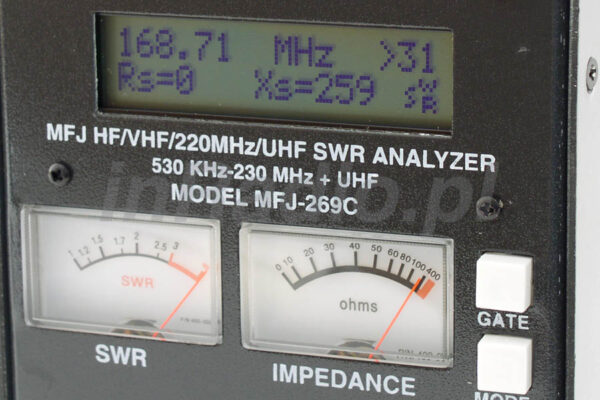 168.71 MHz >31
Rs=0 Xs=259 SWR
MFJ HF/VHF/220MHz/UHF SWR ANALYZER
530 KHz-230 MHz + UHF
MODEL MFJ-269C
1 1.2 1.5 1.7 2 2.5 3
SWR
0 10 20 30 40 50 60 80 100 400
ohms
SWR
IMPEDANCE
GATE
MODE